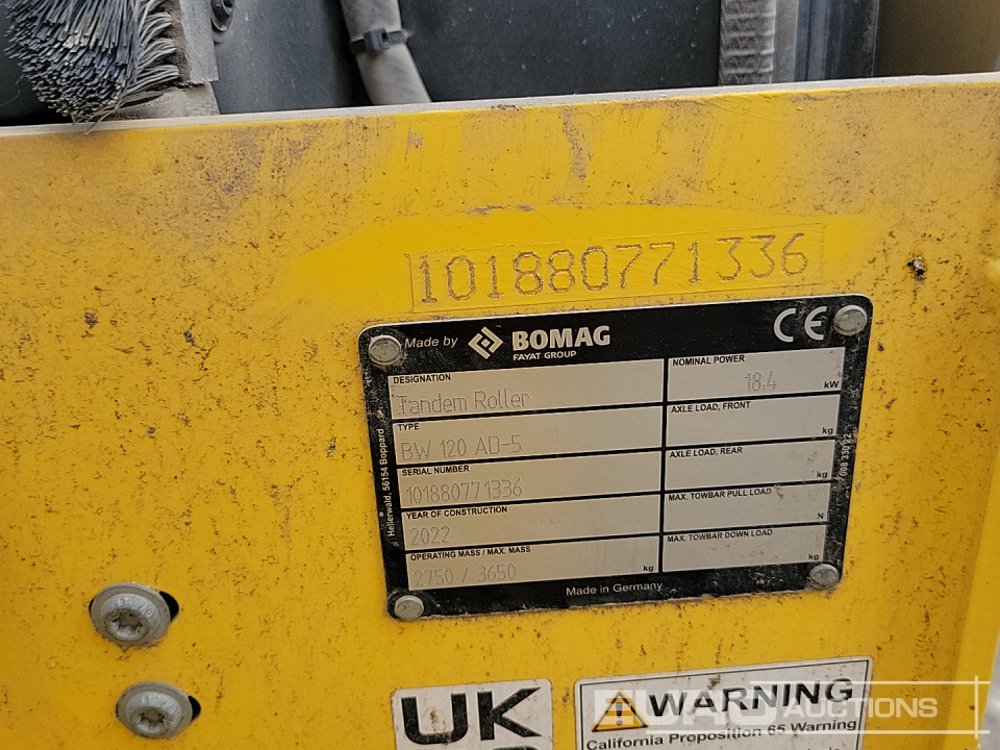 101880771336
Made by BOMAG
FAYAT GROUP
CE
DESIGNATION
Tandem Roller
NOMINAL POWER
18.4 kW
TYPE
BW 120 AD-5
AXLE LOAD, FRONT
kg
SERIAL NUMBER
101880771336
AXLE LOAD, REAR
kg
YEAR OF CONSTRUCTION
2022
MAX. TOWBAR PULL LOAD
N
OPERATING MASS / MAX. MASS
2750 / 3650 kg
MAX. TOWBAR DOWN LOAD
kg
Made in Germany
Hellerwald, 56154 Boppard
008 330 22
UK
WARNING
California Proposition 65 Warning
AUCTIONS